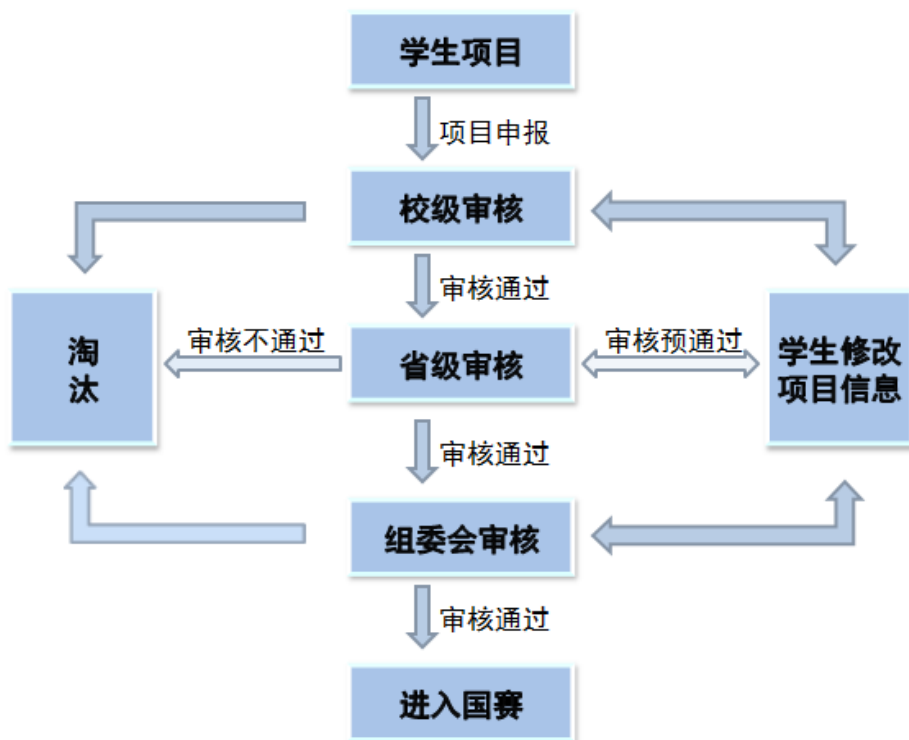 学生项目
项目申报
校级审核
审核通过
淘
汰
审核不通过
省级审核
审核预通过
学生修改
项目信息
审核通过
组委会审核
审核通过
进入国赛